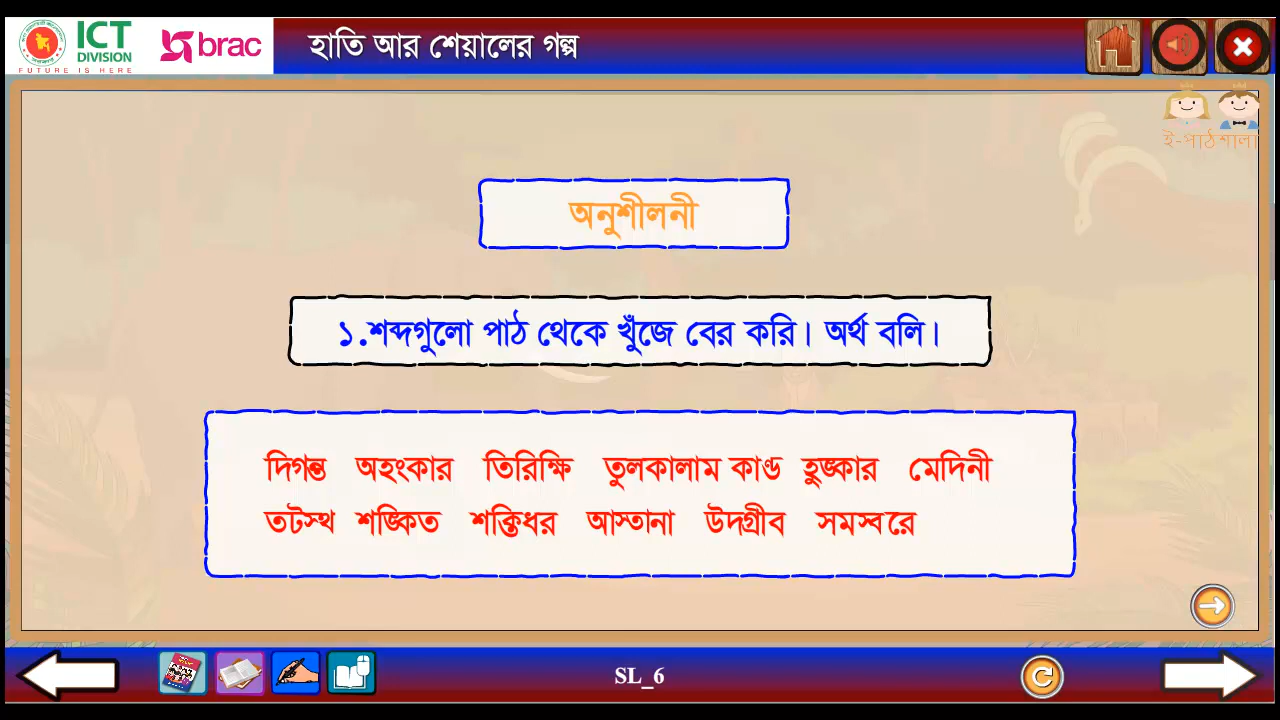 ICT
DIVISION
FUTURE IS HERE
brac
হাতি আর শেয়ালের গল্প
ই-পাঠশালা
অনুশীলনী
১.শব্দগুলো পাঠ থেকে খুঁজে বের করি। অর্থ বলি।
দিগন্ত অহংকার তিরিক্ষি তুলকালাম কাণ্ড হুঙ্কার মেদিনী
তটস্থ শঙ্কিত শক্তিধর আস্তানা উদগ্রীব সমস্বরে
SL_6